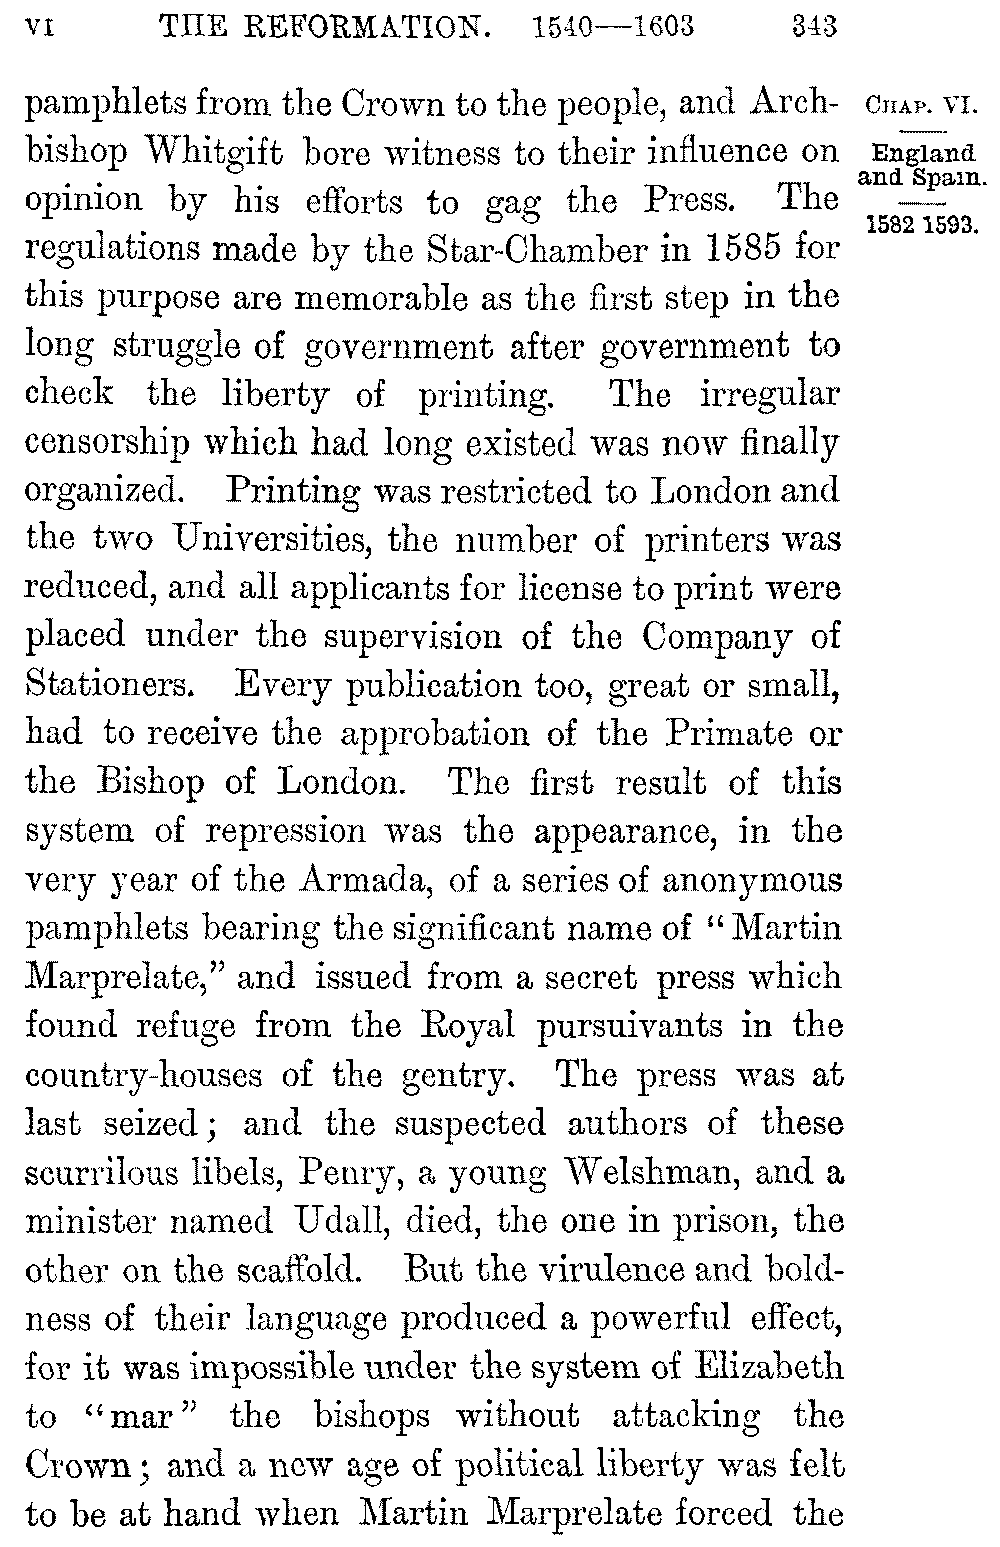 VI THE REFORMATION. 1540—1603 343
pamphlets from the Crown to the people, and Arch-
bishop Whitgift bore witness to their influence on
opinion by his efforts to gag the Press. The
regulations made by the Star-Chamber in 1585 for
this purpose are memorable as the first step in the
long struggle of government after government to
check the liberty of printing. The irregular
censorship which had long existed was now finally
organized. Printing was restricted to London and
the two Universities, the number of printers was
reduced, and all applicants for license to print were
placed under the supervision of the Company of
Stationers. Every publication too, great or small,
had to receive the approbation of the Primate or
the Bishop of London. The first result of this
system of repression was the appearance, in the
very year of the Armada, of a series of anonymous
pamphlets bearing the significant name of "Martin
Marprelate," and issued from a secret press which
found refuge from the Royal pursuivants in the
country-houses of the gentry. The press was at
last seized; and the suspected authors of these
scurrilous libels, Penry, a young Welshman, and a
minister named Udall, died, the one in prison, the
other on the scaffold. But the virulence and bold-
ness of their language produced a powerful effect,
for it was impossible under the system of Elizabeth
to "mar" the bishops without attacking the
Crown; and a new age of political liberty was felt
to be at hand when Martin Marprelate forced the
CHAP. VI.
England
and Spain.
1582 1593.